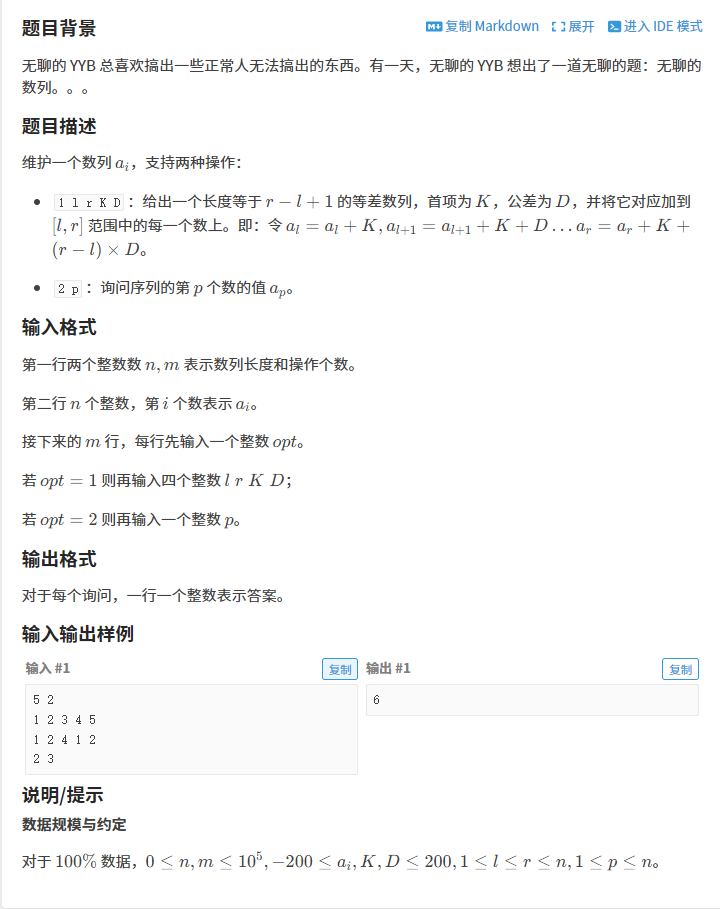 题目背景
复制 Markdown 展开 进入 IDE 模式
无聊的 YYB 总喜欢搞出一些正常人无法搞出的东西。有一天，无聊的 YYB 想出了一道无聊的题：无聊的
数列。。。
题目描述
维护一个数列 a_i，支持两种操作：
1 l r K D：给出一个长度等于 r − l + 1 的等差数列，首项为 K，公差为 D，并将它对应加到
[l, r] 范围中的每一个数上。即：令 a_l = a_l + K, a_{l+1} = a_{l+1} + K + D … a_r = a_r + K +
(r − l) × D。
2 p：询问序列的第 p 个数的值 a_p。
输入格式
第一行两个整数数 n, m 表示数列长度和操作个数。
第二行 n 个整数，第 i 个数表示 a_i。
接下来的 m 行，每行先输入一个整数 opt。
若 opt = 1 则再输入四个整数 l r K D；
若 opt = 2 则再输入一个整数 p。
输出格式
对于每个询问，一行一个整数表示答案。
输入输出样例
输入 #1 复制
5 2
1 2 3 4 5
1 2 4 1 2
2 3
输出 #1 复制
6
说明/提示
数据规模与约定
对于 100% 数据，0 ≤ n, m ≤ 10^5, −200 ≤ a_i, K, D ≤ 200, 1 ≤ l ≤ r ≤ n, 1 ≤ p ≤ n。